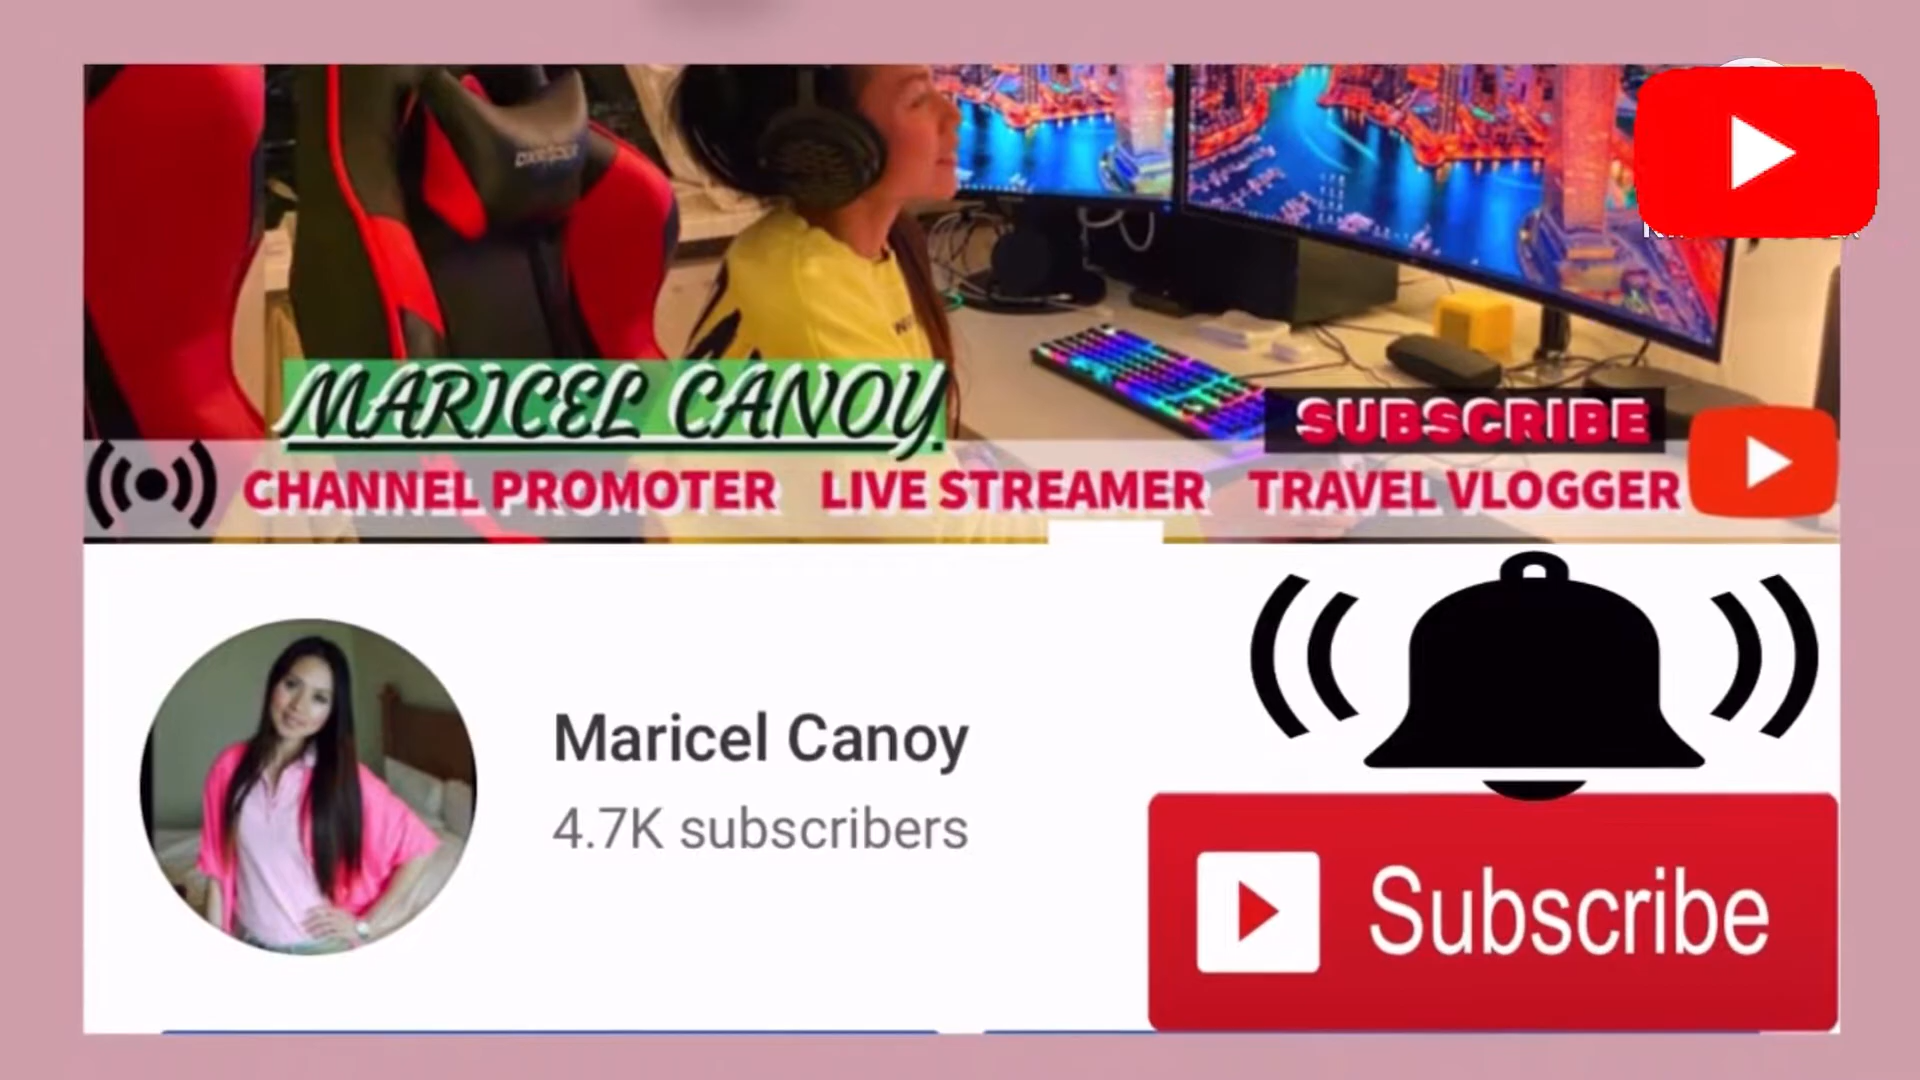 MARICEL CANOY.
SUBSCRIBE
CHANNEL PROMOTER LIVE STREAMER TRAVEL VLOGGER
Maricel Canoy
4.7K subscribers
Subscribe